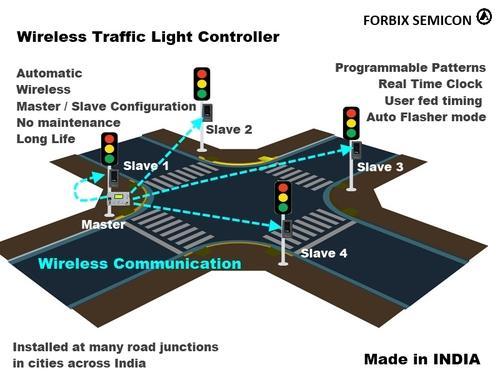 FORBIX SEMICON
Wireless Traffic Light Controller
Automatic
Wireless
Master / Slave Configuration
No maintenance
Long Life
Programmable Patterns
Real Time Clock
User fed timing
Auto Flasher mode
Slave 2
Slave 1
Slave 3
Master
Slave 4
Wireless Communication
Installed at many road junctions
in cities across India
Made in INDIA